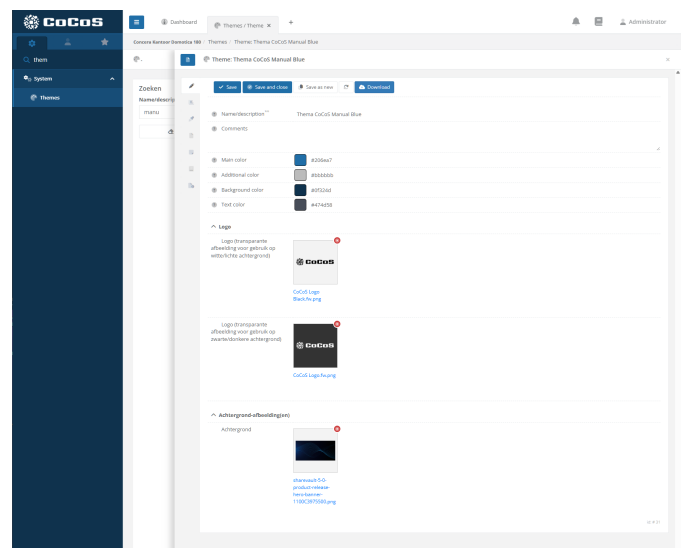 CoCoS
Dashboard
Themes / Theme
Administrator
them
System
Themes
Concore Kantoor Domotica 100 / Themes / Theme: Thema CoCoS Manual Blue
Theme: Thema CoCoS Manual Blue
Zoeken
Name/descrip
manu
Save
Save and close
Save as new
Download
Name/description
Thema CoCoS Manual Blue
Comments
Main color
#206ea7
Additional color
#bbbbbb
Background color
#0f324d
Text color
#474d58
Logo
Logo (transparante
afbeelding voor gebruik op
witte/lichte achtergrond)
CoCoS
CoCoS Logo
Black.fw.png
Logo (transparante
afbeelding voor gebruik op
zwarte/donkere achtergrond)
CoCoS
CoCoS Logo.fw.png
Achtergrond-afbeelding(en)
Achtergrond
sharevault-5-0-
product-release-
hero-banner-
1100C3975560.png